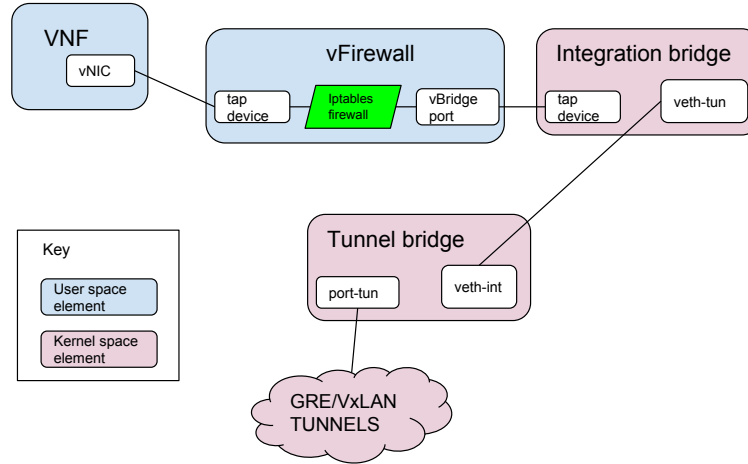 VNF
vNIC
vFirewall
tap
device
Iptables
firewall
vBridge
port
Integration bridge
tap
device
veth-tun
Tunnel bridge
port-tun
veth-int
GRE/VxLAN
TUNNELS
Key
User space
element
Kernel space
element